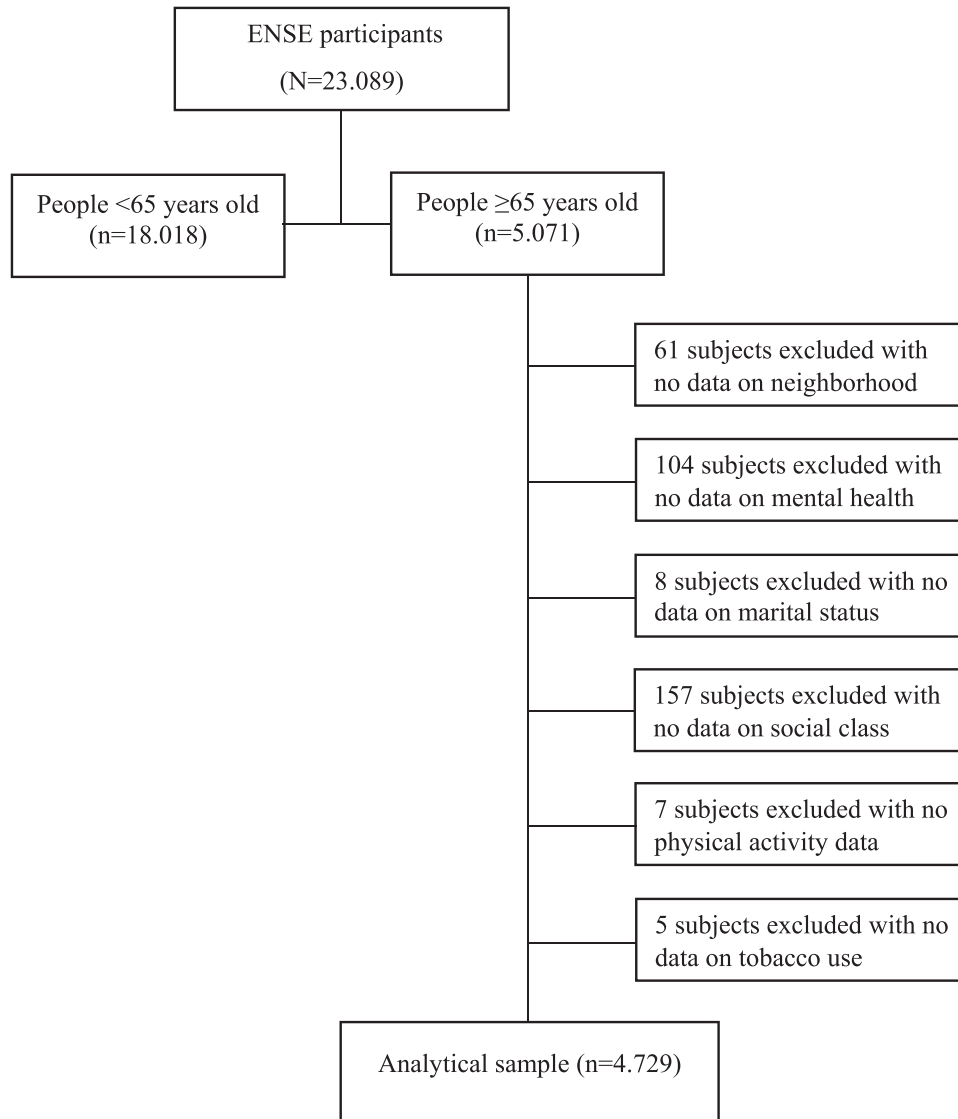 ENSE participants
(N=23.089)
People <65 years old
(n=18.018)
People ≥65 years old
(n=5.071)
61 subjects excluded with
no data on neighborhood
104 subjects excluded with
no data on mental health
8 subjects excluded with no
data on marital status
157 subjects excluded with
no data on social class
7 subjects excluded with no
physical activity data
5 subjects excluded with no
data on tobacco use
Analytical sample (n=4.729)